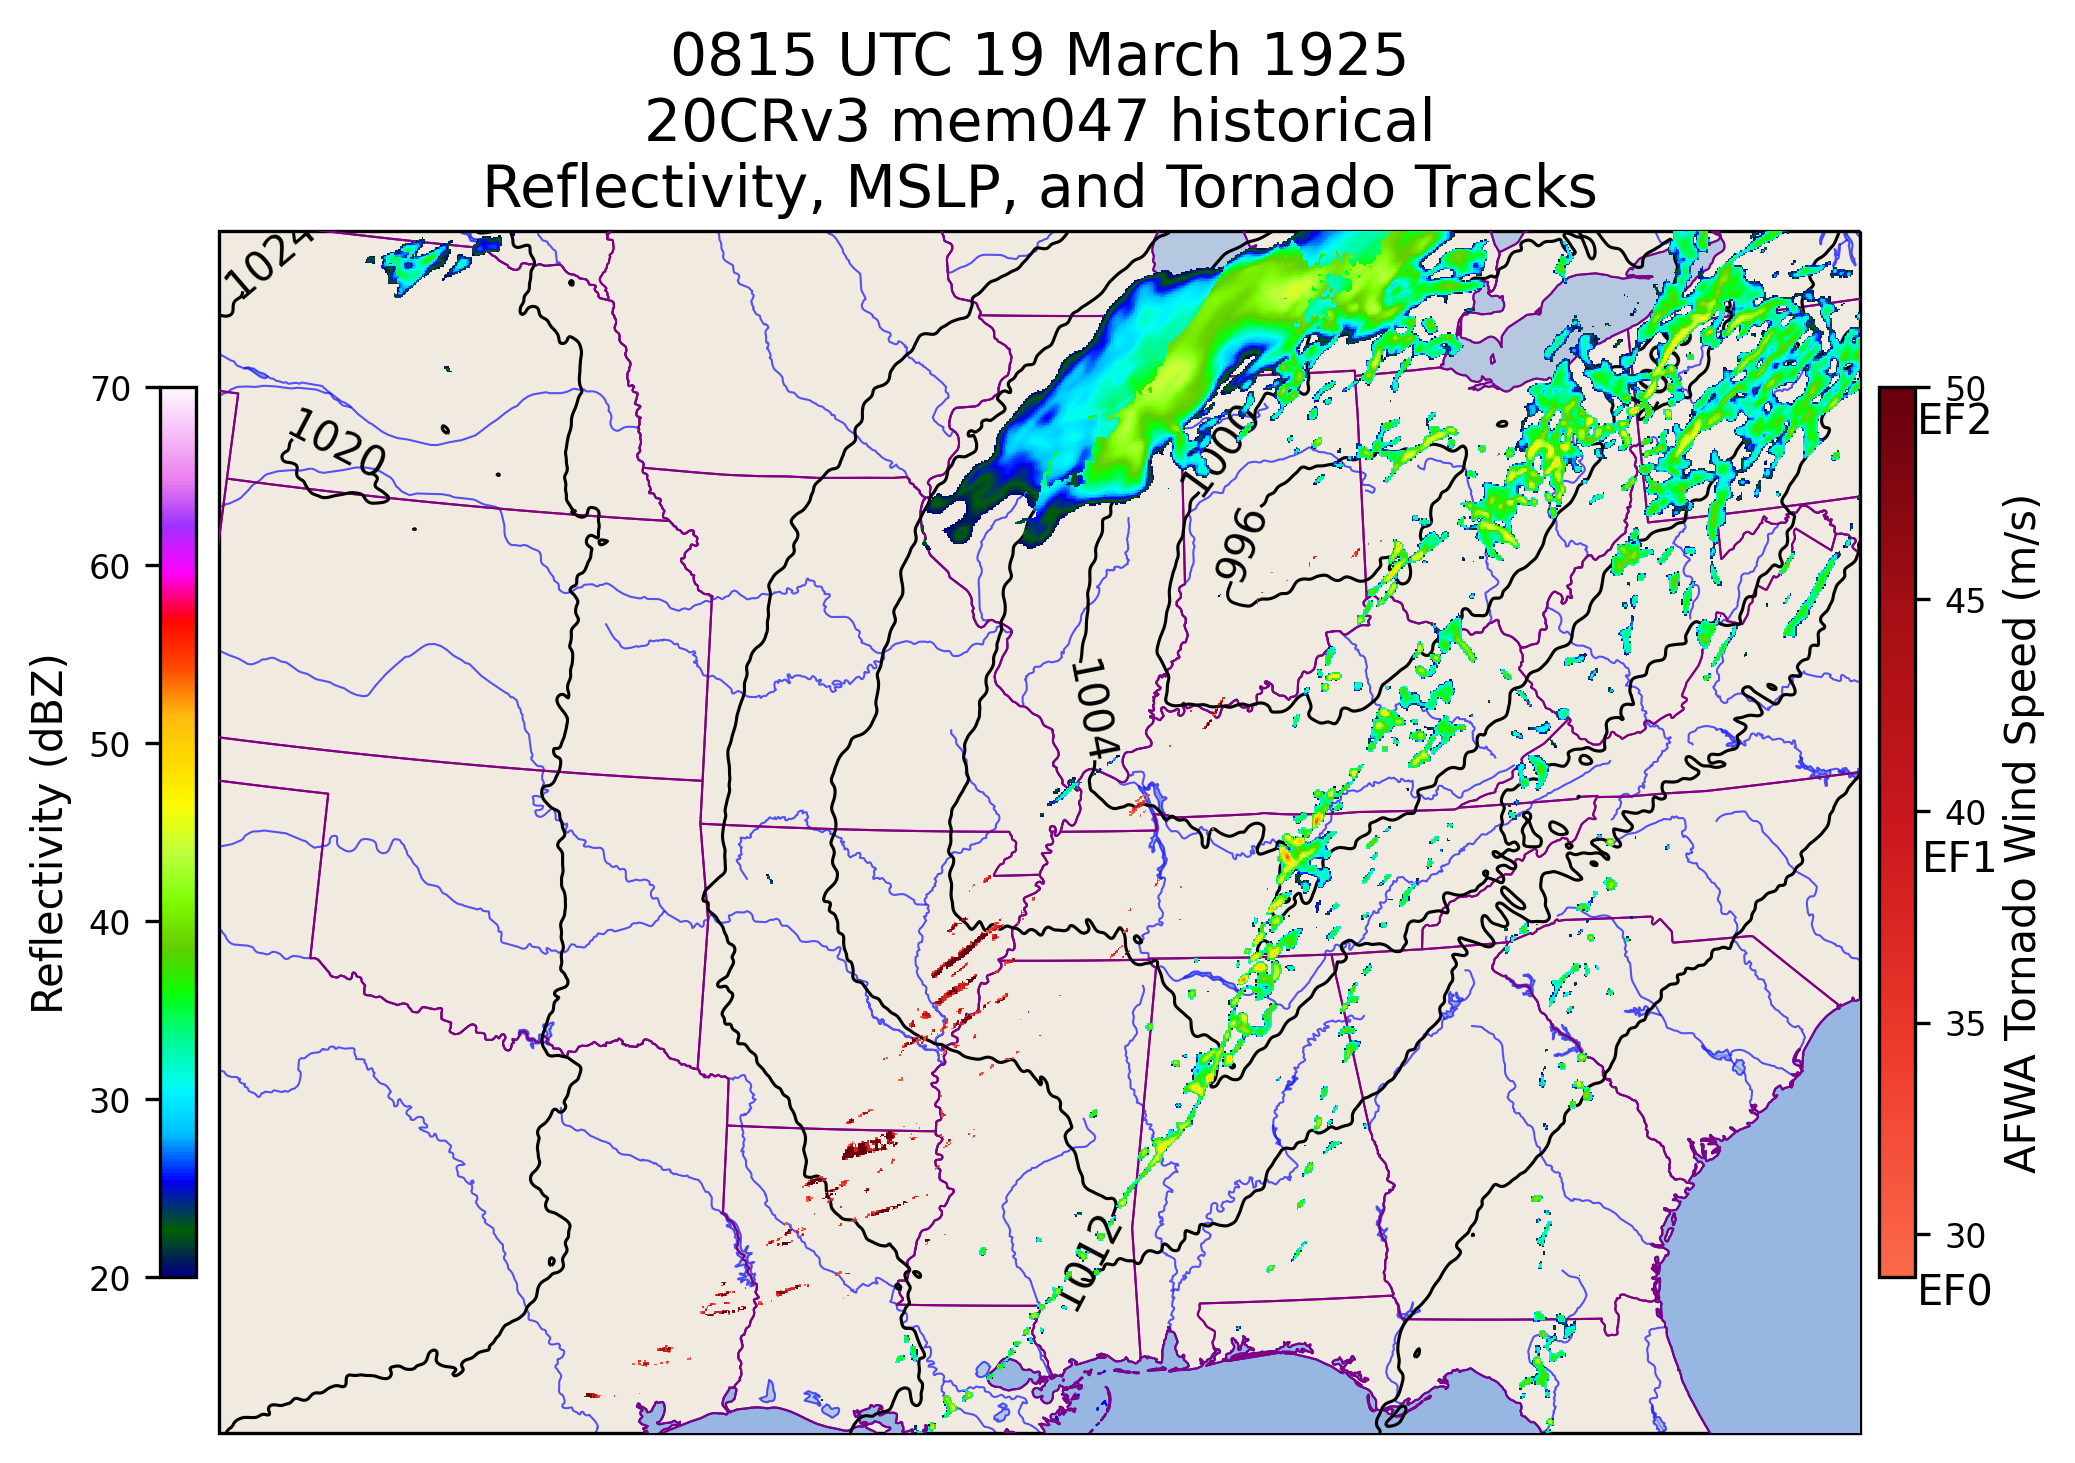 0815 UTC 19 March 1925
20CRv3 mem047 historical
Reflectivity, MSLP, and Tornado Tracks
1024
1020
1000
996
1004
1012
70
60
50
40
30
20
Reflectivity (dBZ)
50
EF2
45
40
EF1
35
30
EF0
AFWA Tornado Wind Speed (m/s)